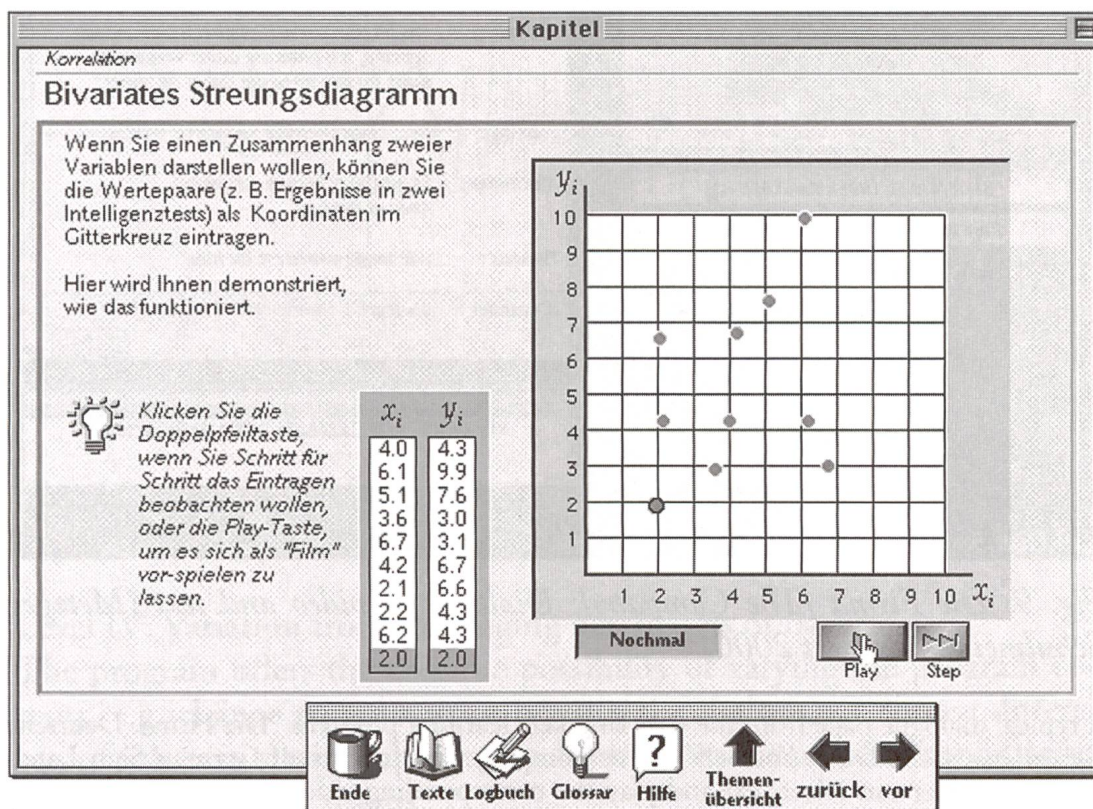 Kapitel
Korrelation
Bivariates Streungsdiagramm
Wenn Sie einen Zusammenhang zweier
Variablen darstellen wollen, können Sie
die Wertepaare (z. B. Ergebnisse in zwei
Intelligenztests) als Koordinaten im
Gitterkreuz eintragen.
Hier wird Ihnen demonstriert,
wie das funktioniert.
Klicken Sie die
Doppelpfeiltaste,
wenn Sie Schritt für
Schritt das Eintragen
beobachten wollen,
oder die Play-Taste,
um es sich als "Film"
vor-spielen zu
lassen.
xi yi
4.0 4.3
6.1 9.9
5.1 7.6
3.6 3.0
6.7 3.1
4.2 6.7
2.1 6.6
2.2 4.3
6.2 4.3
2.0 2.0
yi
10
9
8
7
6
5
4
3
2
1
1 2 3 4 5 6 7 8 9 10 xi
Nochmal
Play Step
Ende Texte Logbuch Glossar Hilfe Themen-
übersicht zurück vor